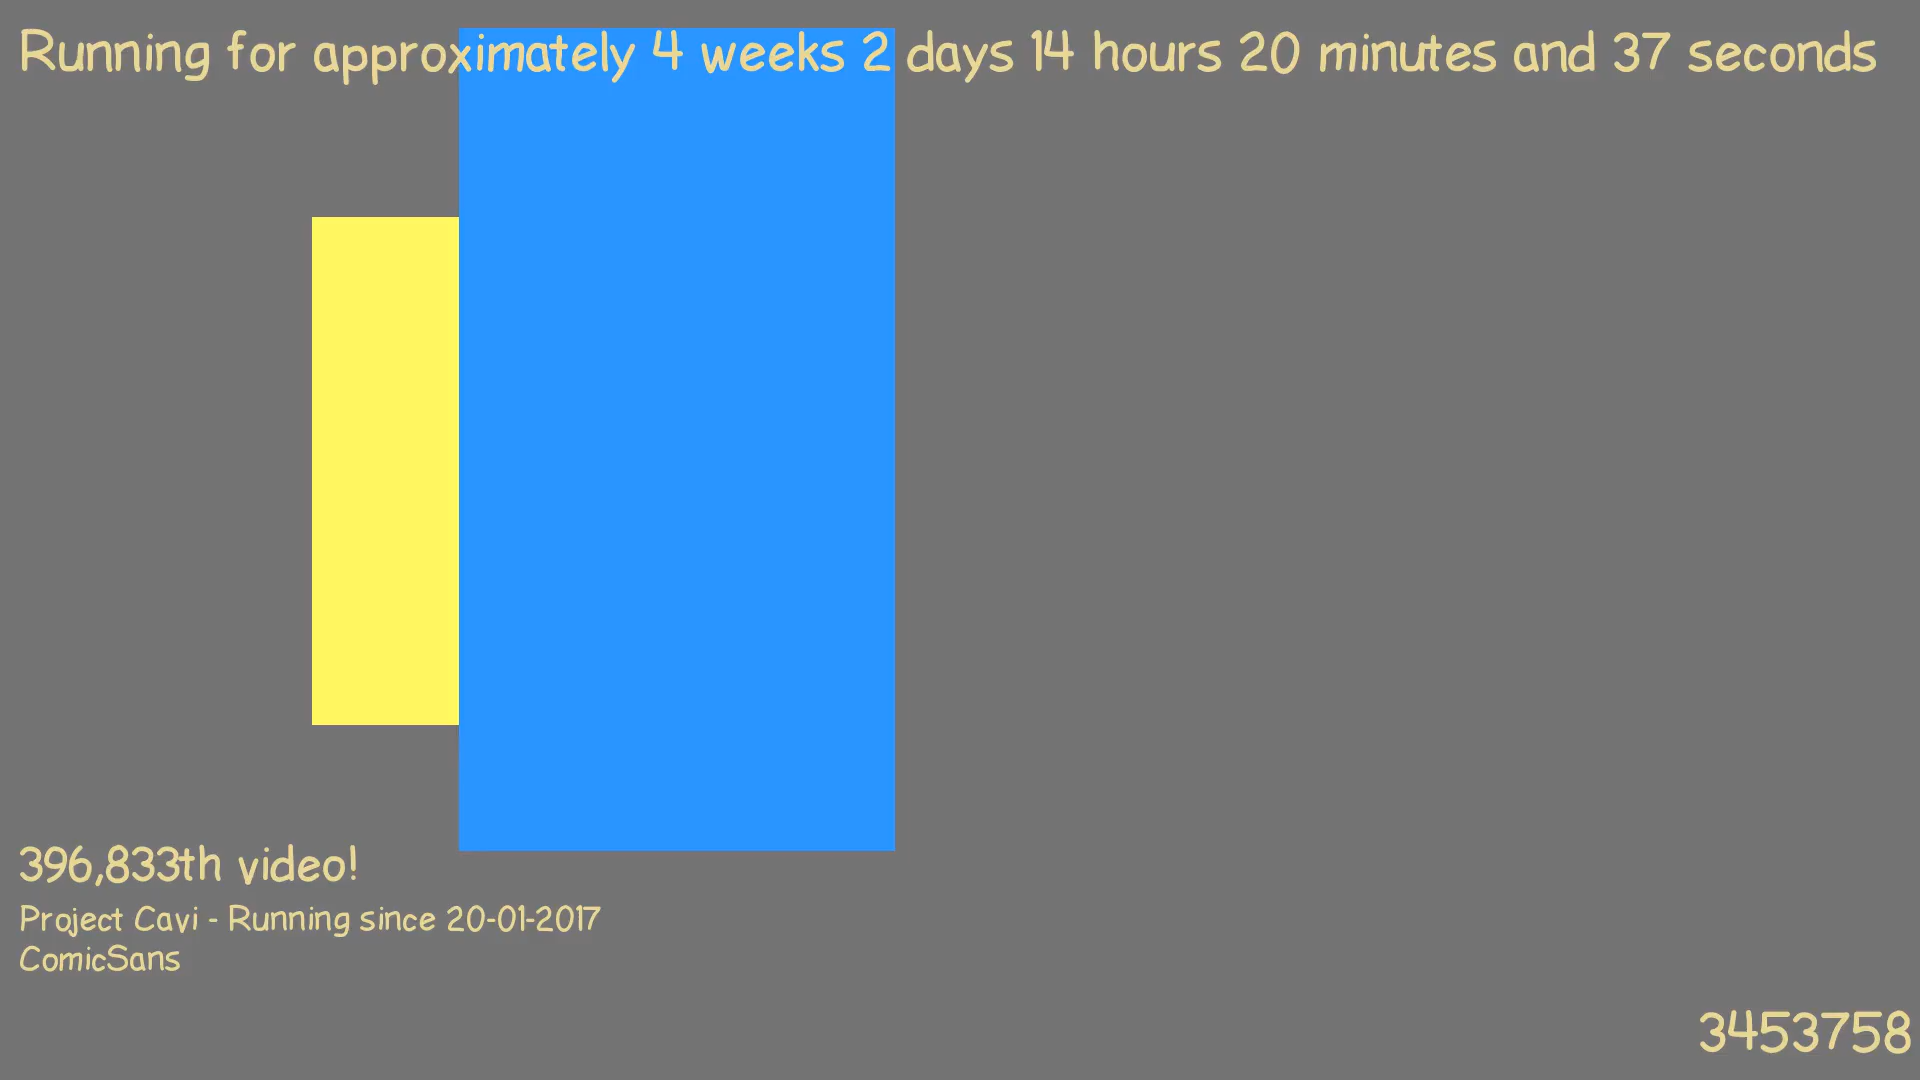 Running for approximately 4 weeks 2 days 14 hours 20 minutes and 37 seconds
396,833th video!
Project Cavi - Running since 20-01-2017
ComicSans
3453758